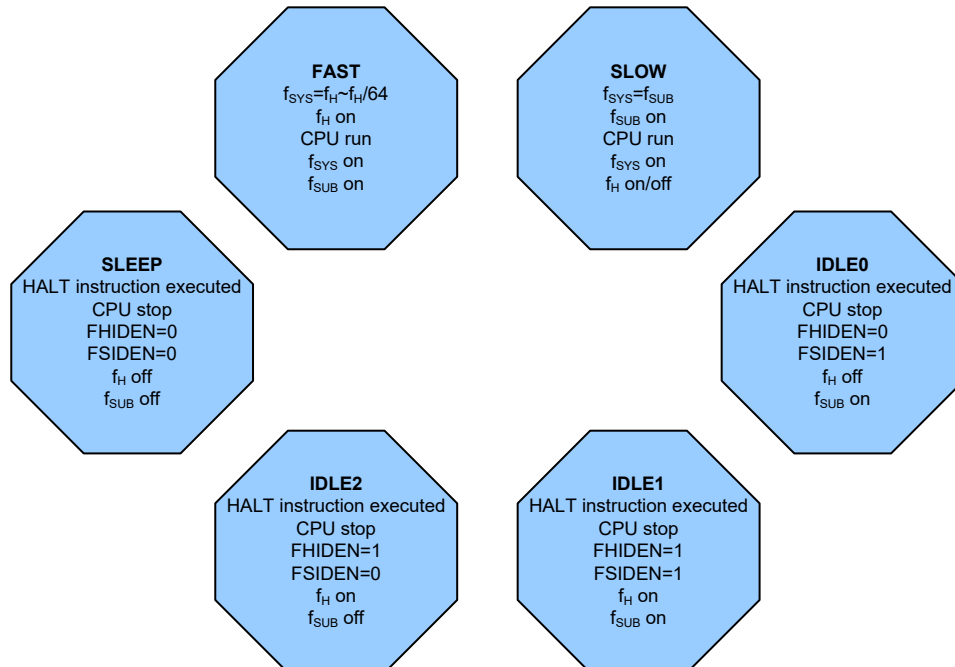 FAST
fSYS=fH~fH/64
fH on
CPU run
fSYS on
fSUB on
SLOW
fSYS=fSUB
fSUB on
CPU run
fSYS on
fH on/off
SLEEP
HALT instruction executed
CPU stop
FHIDEN=0
FSIDEN=0
fH off
fSUB off
IDLE0
HALT instruction executed
CPU stop
FHIDEN=0
FSIDEN=1
fH off
fSUB on
IDLE2
HALT instruction executed
CPU stop
FHIDEN=1
FSIDEN=0
fH on
fSUB off
IDLE1
HALT instruction executed
CPU stop
FHIDEN=1
FSIDEN=1
fH on
fSUB on